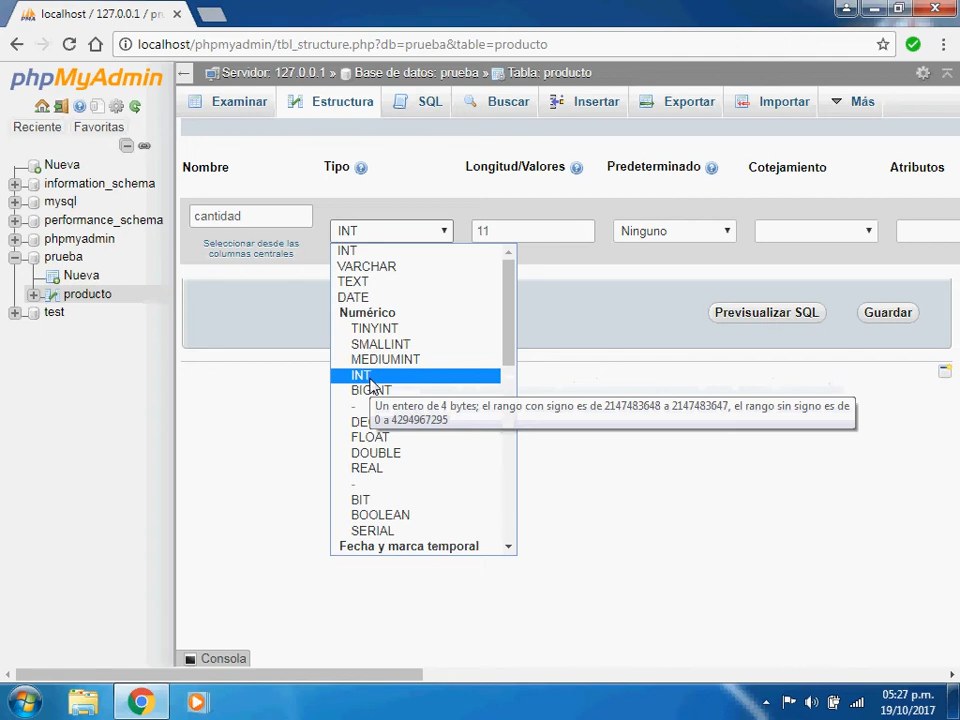 localhost / 127.0.0.1 / pru
localhost/phpmyadmin/tbl_structure.php?db=prueba&table=producto
phpMyAdmin
Reciente Favoritas
Nueva
information_schema
mysql
performance_schema
phpmyadmin
prueba
Nueva
producto
test
Servidor: 127.0.0.1 » Base de datos: prueba » Tabla: producto
Examinar Estructura SQL Buscar Insertar Exportar Importar Más
Nombre Tipo Longitud/Valores Predeterminado Cotejamiento Atributos
cantidad INT 11 Ninguno
Seleccionar desde las
columnas centrales
INT
VARCHAR
TEXT
DATE
Numérico
TINYINT
SMALLINT
MEDIUMINT
INT
-
FLOAT
DOUBLE
REAL
-
BIT
BOOLEAN
SERIAL
Fecha y marca temporal
Un entero de 4 bytes; el rango con signo es de 2147483648 a 2147483647, el rango sin signo es de
0 a 4294967295
Previsualizar SQL Guardar
Consola
05:27 p.m.
19/10/2017